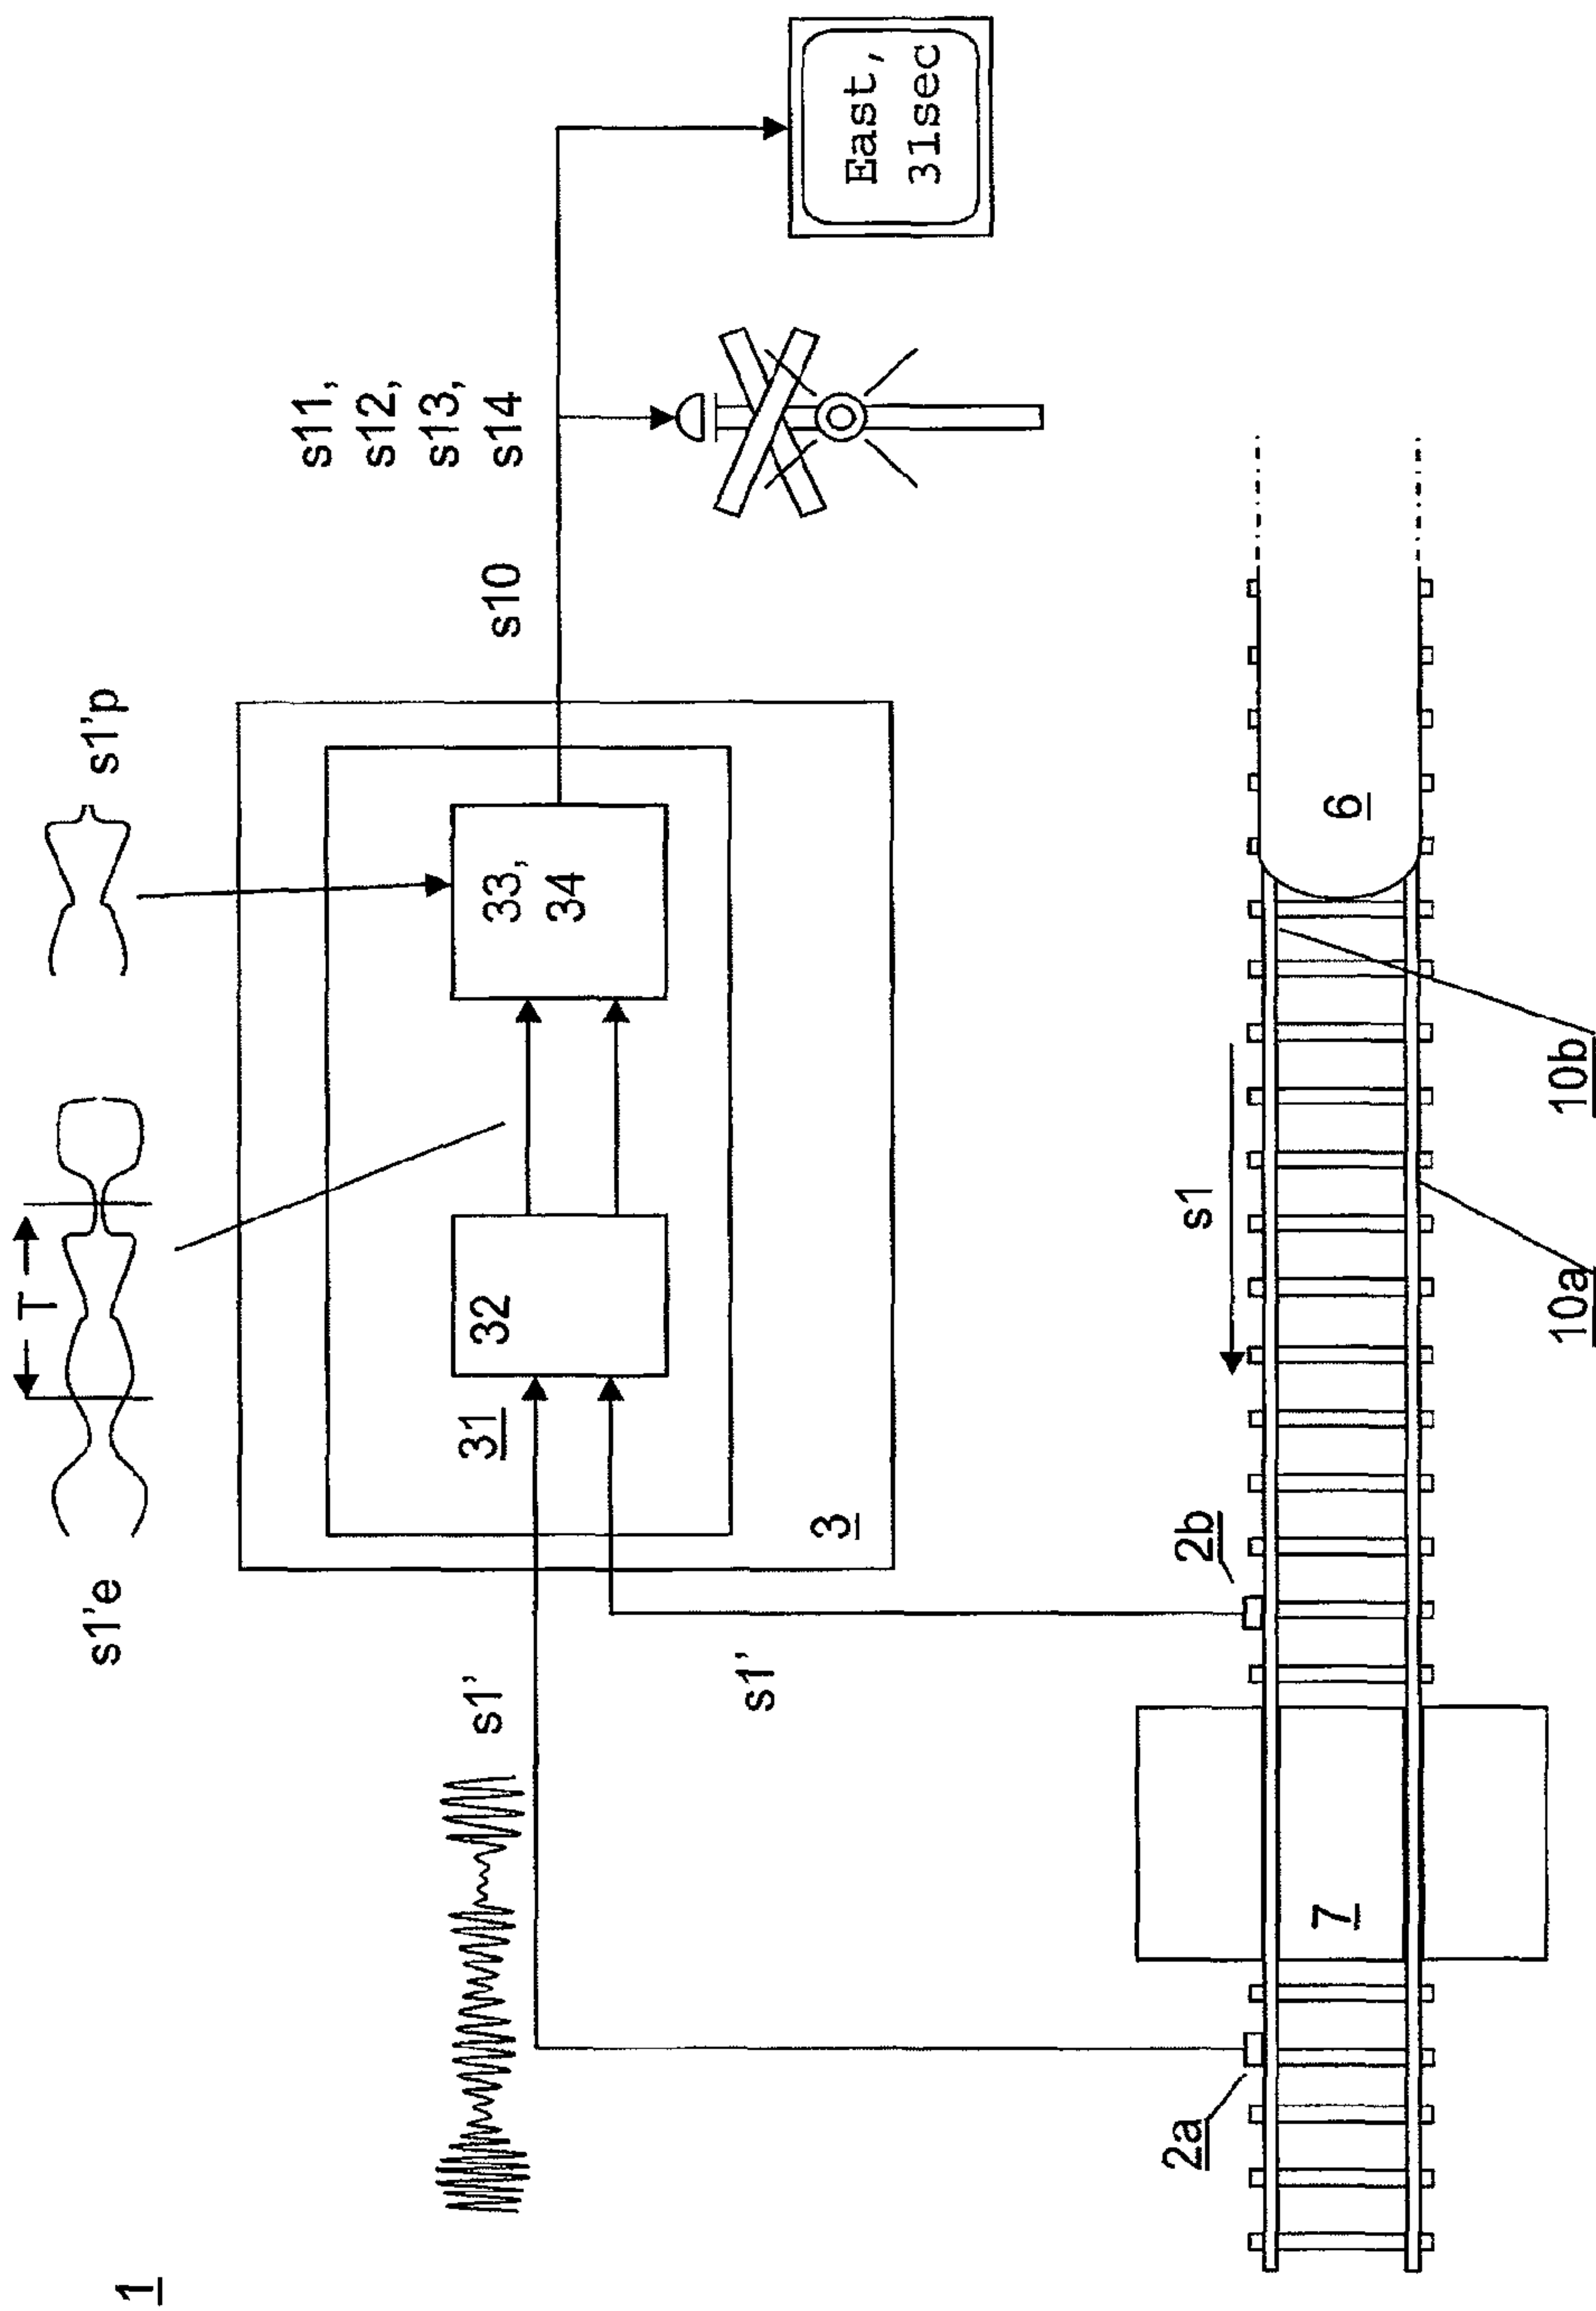 1
s1'e
T
s1'p
s1'
s1'
31
32
33,
34
3
s10
s11,
s12,
s13,
s14
East,
31sec
2a
2b
7
s1
6
10a
10b